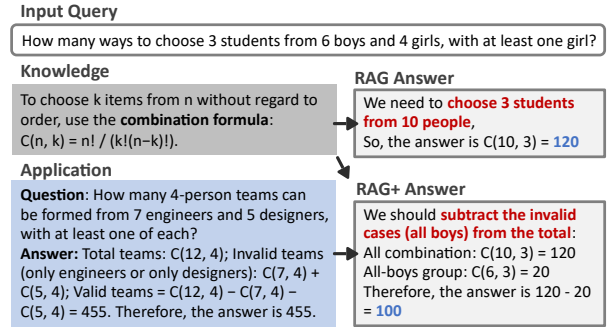 Input Query
How many ways to choose 3 students from 6 boys and 4 girls, with at least one girl?
Knowledge
To choose k items from n without regard to
order, use the combination formula:
C(n, k) = n! / (k!(n−k)!).
Application
Question: How many 4-person teams can
be formed from 7 engineers and 5 designers,
with at least one of each?
Answer: Total teams: C(12, 4); Invalid teams
(only engineers or only designers): C(7, 4) +
C(5, 4); Valid teams = C(12, 4) − C(7, 4) −
C(5, 4) = 455. Therefore, the answer is 455.
RAG Answer
We need to choose 3 students
from 10 people,
So, the answer is C(10, 3) = 120
RAG+ Answer
We should subtract the invalid
cases (all boys) from the total:
All combination: C(10, 3) = 120
All-boys group: C(6, 3) = 20
Therefore, the answer is 120 - 20
= 100